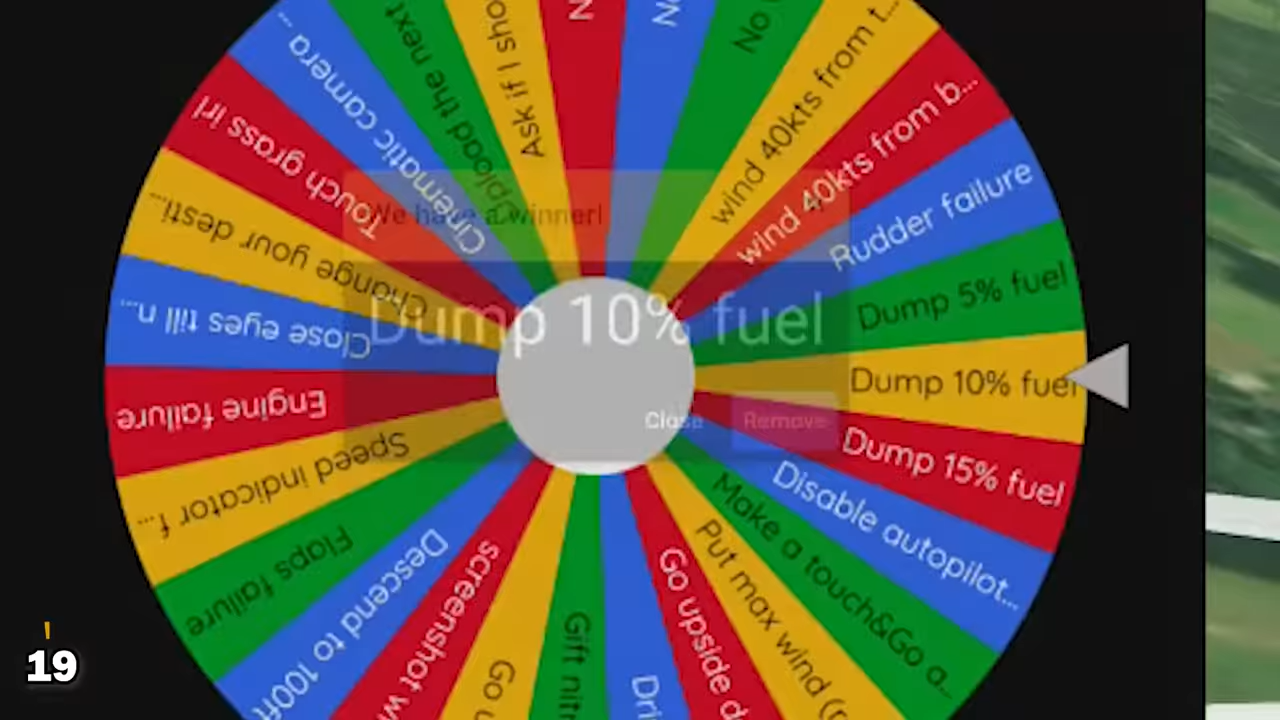 We have a winner!
Dump 10% fuel
Close
Remove
No
wind 40kts from t...
wind 40kts from b...
Rudder failure
Dump 5% fuel
Dump 10% fuel
Dump 15% fuel
Disable autopilot...
Make a touch&Go a...
Put max wind (
Go upside d
Dri
Gift nitr
Go u
screenshot w
Descend to 100ft
Flaps failure
Speed indicator f...
Engine failure
Close eyes till n...
Change your desti...
Touch grass irl
Cinematic camera ...
Upload the next
Ask if I sho
N
19